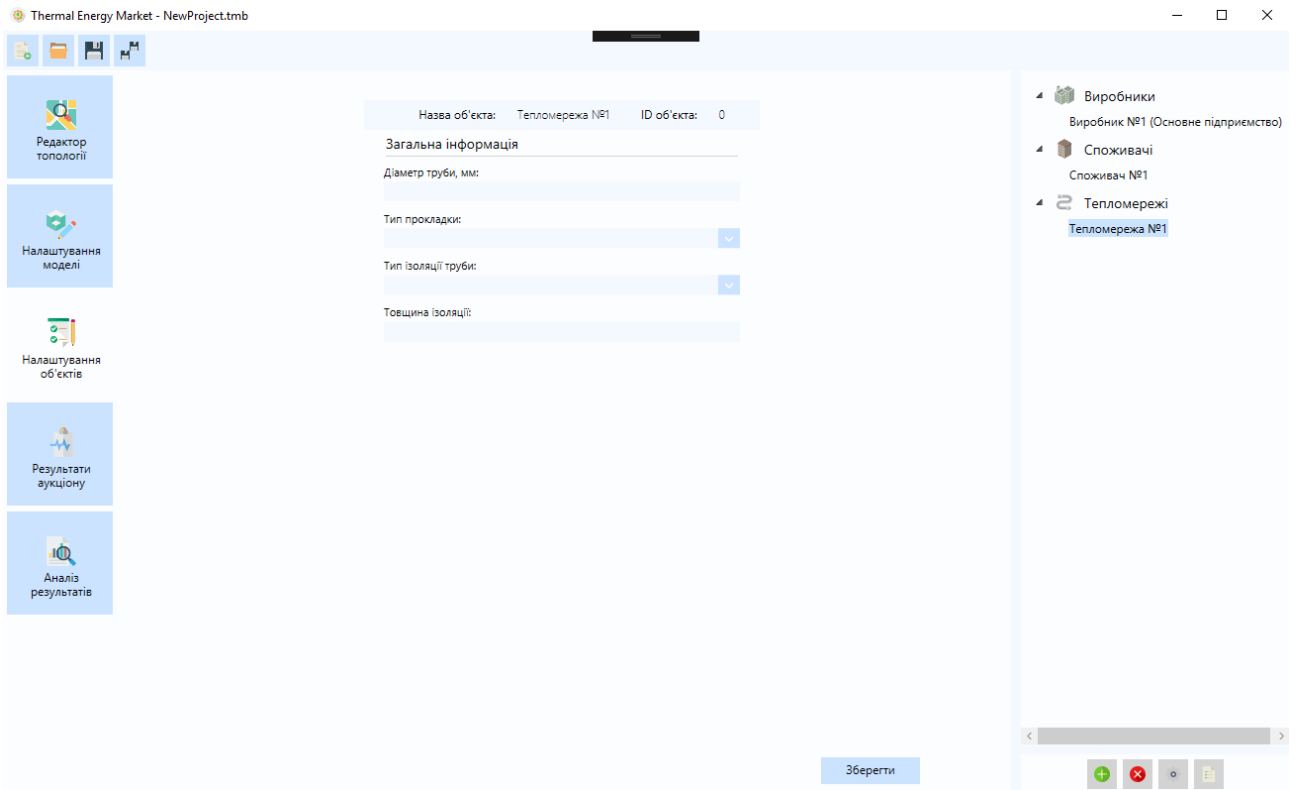 Thermal Energy Market - NewProject.tmb
Редактор
топології
Налаштування
моделі
Налаштування
об'єктів
Результати
аукціону
Аналіз
результатів
Назва об'єкта: Тепломережа №1 ID об'єкта: 0
Загальна інформація
Діаметр труби, мм:
Тип прокладки:
Тип ізоляції труби:
Товщина ізоляції:
Зберегти
Виробники
Виробник №1 (Основне підприємство)
Споживачі
Споживач №1
Тепломережі
Тепломережа №1